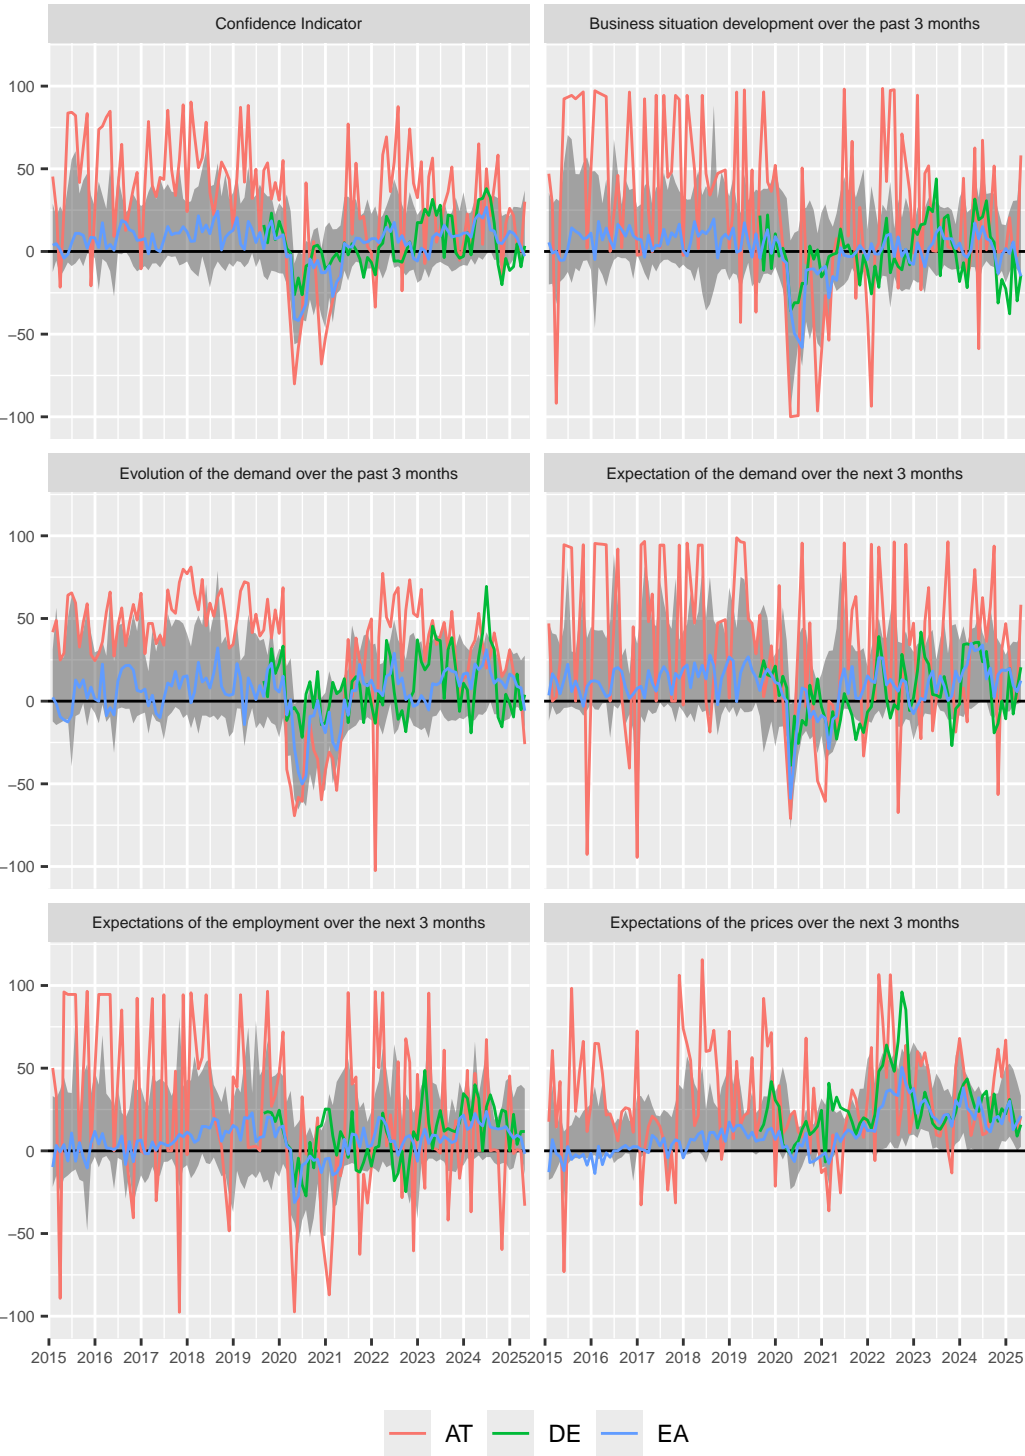 Confidence Indicator
Business situation development over the past 3 months
100
50
0
−50
−100
Evolution of the demand over the past 3 months
Expectation of the demand over the next 3 months
100
50
0
−50
−100
Expectations of the employment over the next 3 months
Expectations of the prices over the next 3 months
100
50
0
−50
−100
2015 2016 2017 2018 2019 2020 2021 2022 2023 2024 2025
2015 2016 2017 2018 2019 2020 2021 2022 2023 2024 2025
AT DE EA